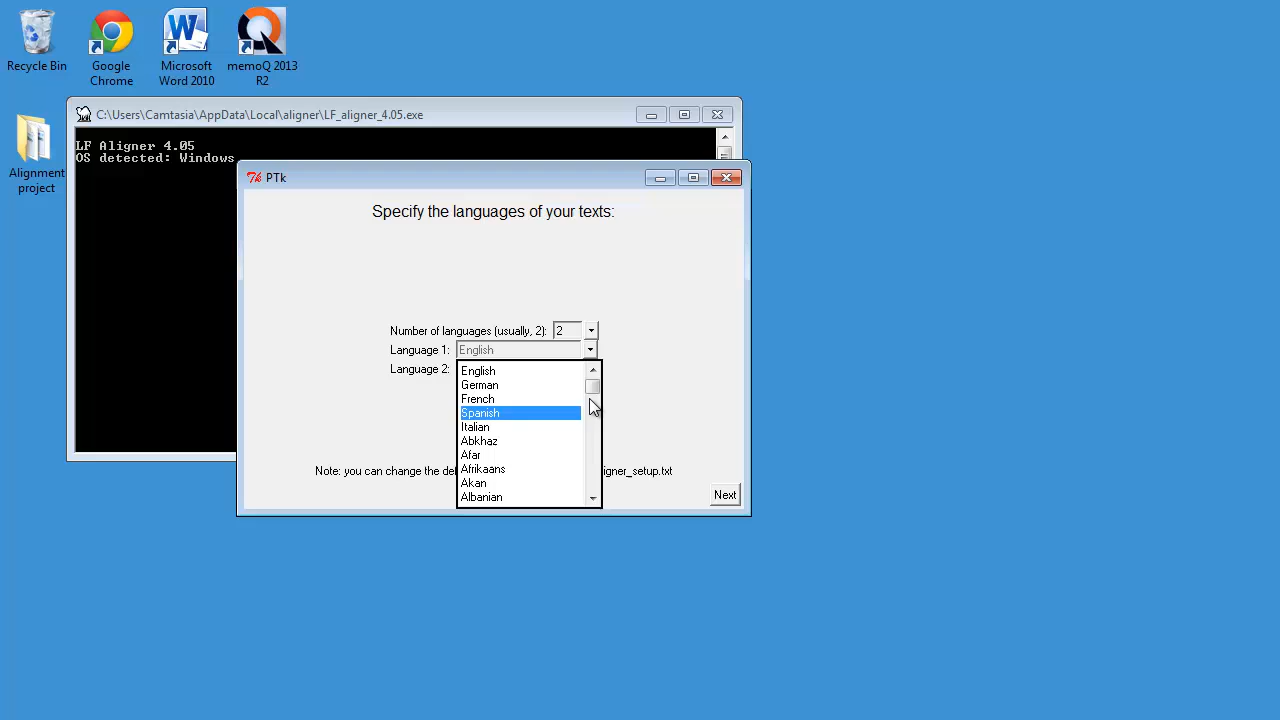 Recycle Bin
Google
Chrome
Microsoft
Word 2010
memoQ 2013
R2
Alignment
project
C:\Users\Camtasia\AppData\Local\aligner\LF_aligner_4.05.exe
LF Aligner 4.05
OS detected: Windows
PTk
Specify the languages of your texts:
Number of languages (usually, 2): 2
Language 1: English
Language 2:
English
German
French
Spanish
Italian
Abkhaz
Afar
Afrikaans
Akan
Albanian
Note: you can change the def igner_setup.txt
Next